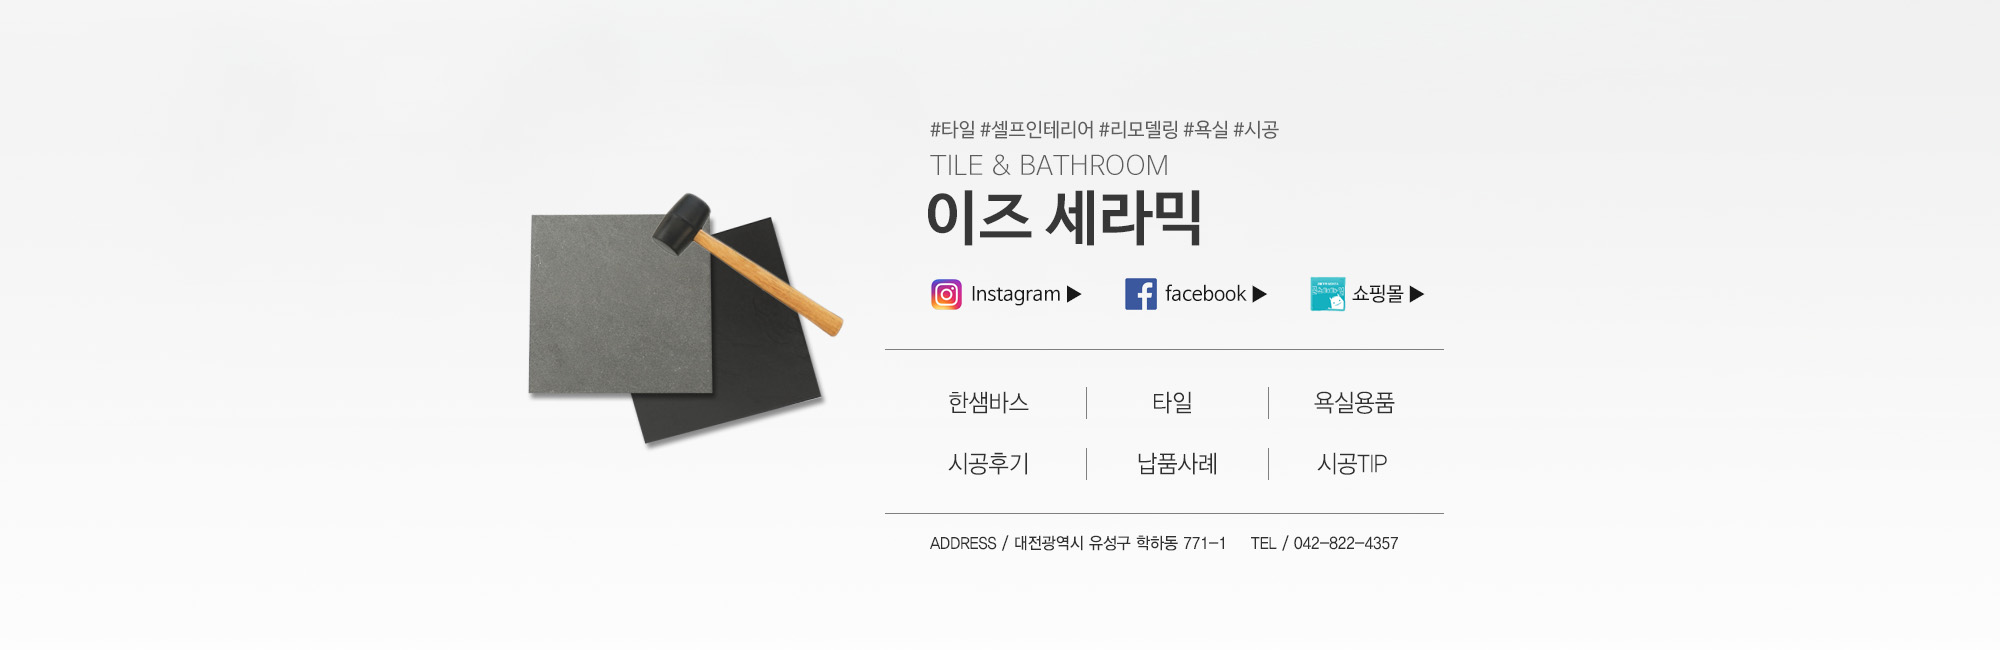 #타일 #셀프인테리어 #리모델링 #욕실 #시공
TILE & BATHROOM
이즈 세라믹
Instagram ▶ facebook ▶ 쇼핑몰 ▶
한샘바스 타일 욕실용품
시공후기 납품사례 시공TIP
ADDRESS / 대전광역시 유성구 학하동 771-1 TEL / 042-822-4357